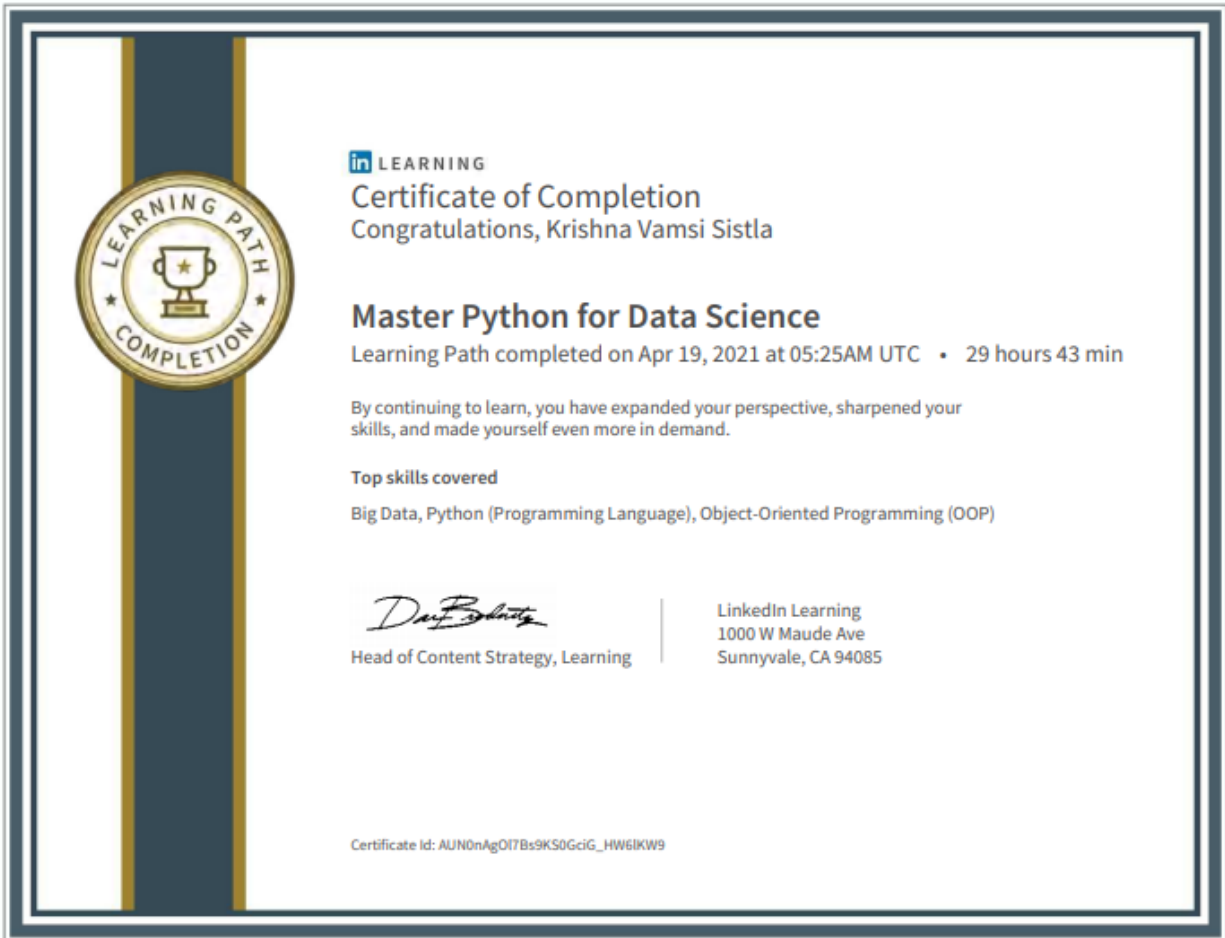 LEARNING PATH
COMPLETION
in LEARNING
Certificate of Completion
Congratulations, Krishna Vamsi Sistla
Master Python for Data Science
Learning Path completed on Apr 19, 2021 at 05:25AM UTC • 29 hours 43 min
By continuing to learn, you have expanded your perspective, sharpened your
skills, and made yourself even more in demand.
Top skills covered
Big Data, Python (Programming Language), Object-Oriented Programming (OOP)
Head of Content Strategy, Learning
LinkedIn Learning
1000 W Maude Ave
Sunnyvale, CA 94085
Certificate Id: